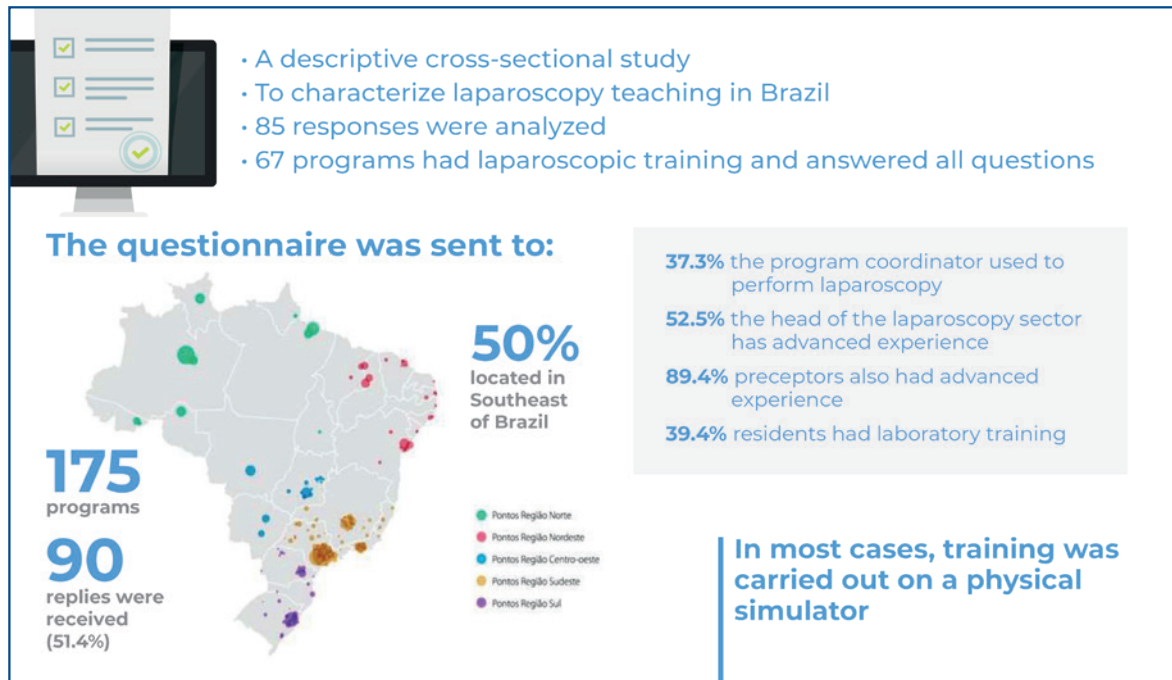 • A descriptive cross-sectional study
• To characterize laparoscopy teaching in Brazil
• 85 responses were analyzed
• 67 programs had laparoscopic training and answered all questions
The questionnaire was sent to:
50%
located in
Southeast
of Brazil
175
programs
90
replies were
received
(51.4%)
Pontos Região Norte
Pontos Região Nordeste
Pontos Região Centro-oeste
Pontos Região Sudeste
Pontos Região Sul
37.3% the program coordinator used to
perform laparoscopy
52.5% the head of the laparoscopy sector
has advanced experience
89.4% preceptors also had advanced
experience
39.4% residents had laboratory training
In most cases, training was
carried out on a physical
simulator